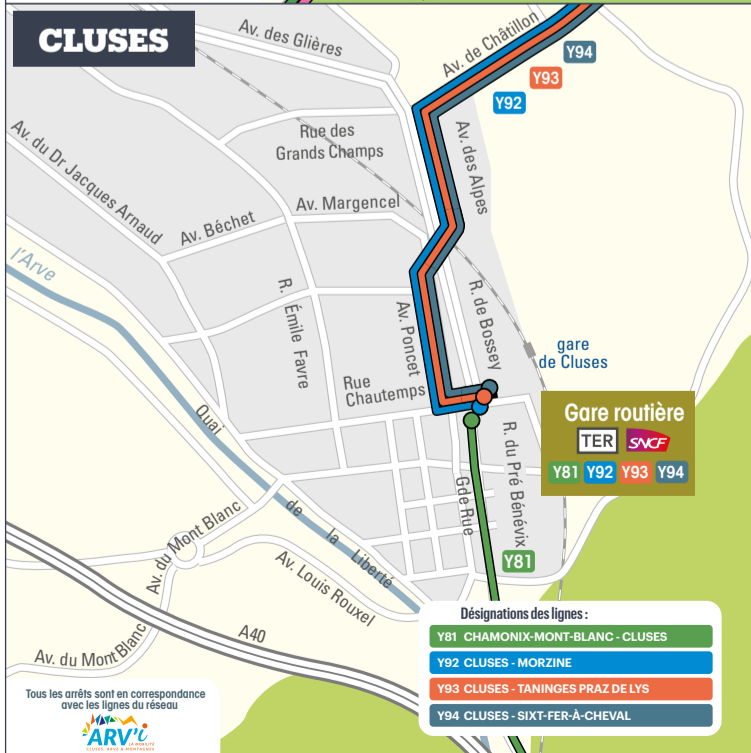 CLUSES
Av. des Glières
Av. de Châtillon
Y94
Y93
Y92
Rue des
Grands Champs
Av. des Alpes
Av. du Dr Jacques Arnaud
Av. Margencel
Av. Béchet
l'Arve
R. Émile Favre
Av. Poncet
R. de Bossey
gare
de Cluses
Rue
Chautemps
Gare routière
TER SNCF
Y81 Y92 Y93 Y94
Quai de la Liberté
Gde Rue
R. du Pré Bénévix
Av. du Mont Blanc
Av. Louis Rouxel
Y81
A40
Av. du Mont Blanc
Désignations des lignes :
Y81 CHAMONIX-MONT-BLANC - CLUSES
Y92 CLUSES - MORZINE
Y93 CLUSES - TANINGES PRAZ DE LYS
Y94 CLUSES - SIXT-FER-À-CHEVAL
Tous les arrêts sont en correspondance
avec les lignes du réseau
ARV'i
LA MOBILITÉ
CLUSES, ARVE & MONTAGNES